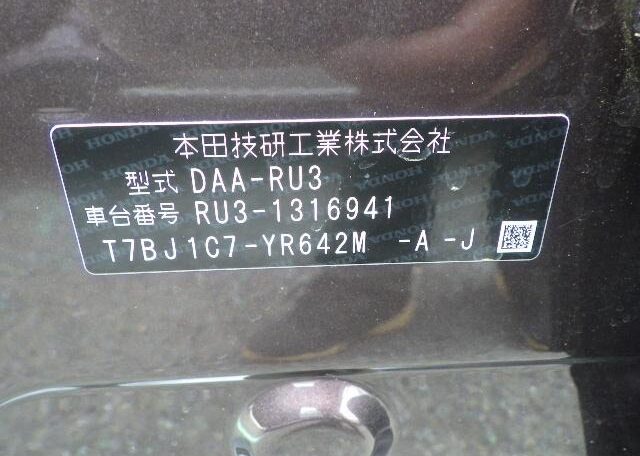 本田技研工業株式会社
型式 DAA-RU3
車台番号 RU3-1316941
T7BJ1C7-YR642M -A -J